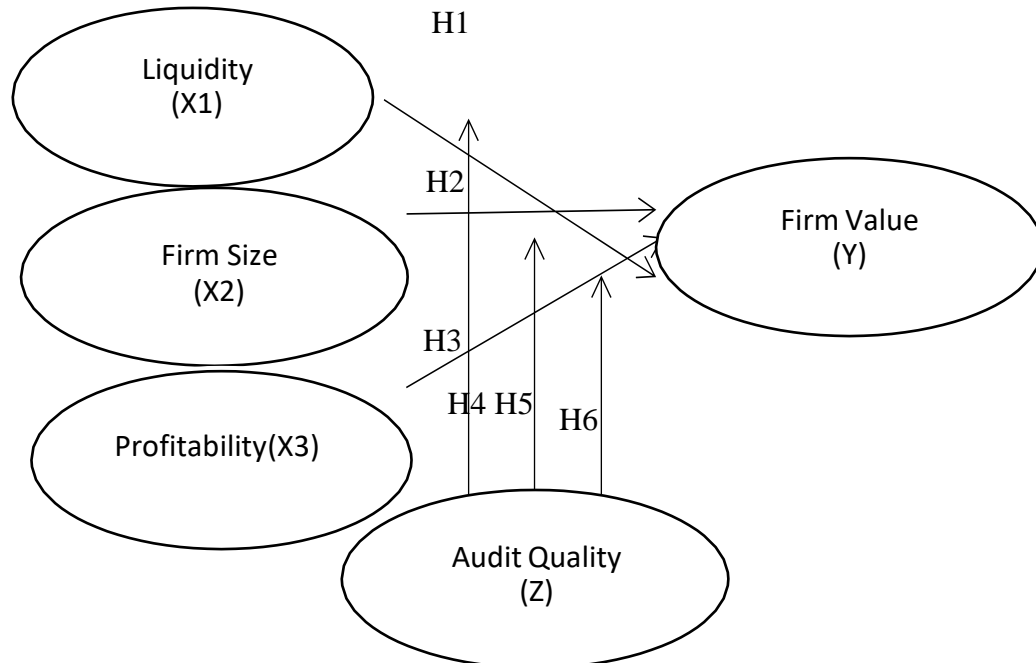 H1
Liquidity
(X1)
H2
Firm Size
(X2)
Firm Value
(Y)
H3
H4 H5
H6
Profitability(X3)
Audit Quality
(Z)